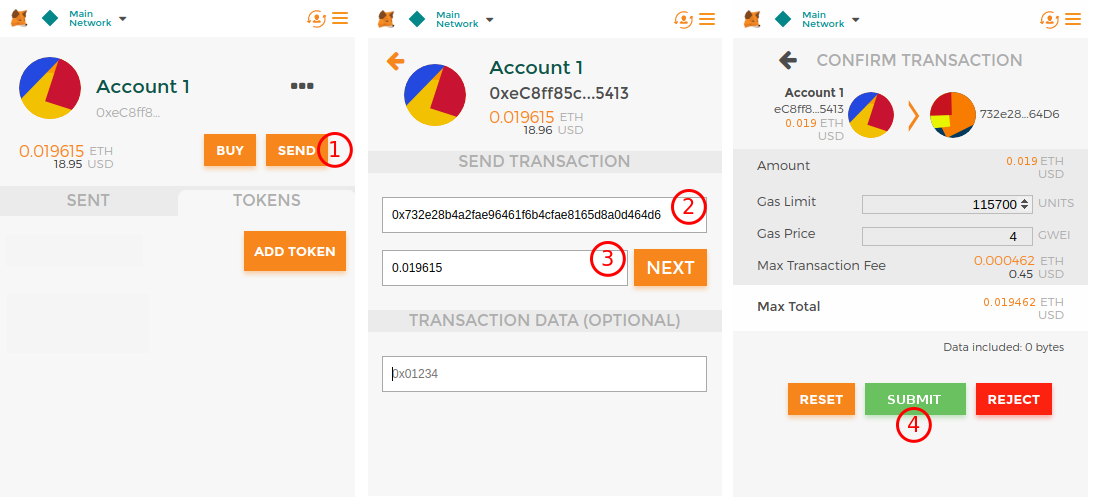 Main
Network
Account 1
0xeC8ff8...
0.019615 ETH
18.95 USD
BUY
SEND
1
SENT
TOKENS
ADD TOKEN
Main
Network
Account 1
0xeC8ff85c...5413
0.019615 ETH
18.96 USD
SEND TRANSACTION
0x732e28b4a2fae96461f6b4cfae8165d8a0d464d6
2
0.019615
3
NEXT
TRANSACTION DATA (OPTIONAL)
0x01234
Main
Network
CONFIRM TRANSACTION
Account 1
eC8ff8...5413
0.019 ETH
USD
732e28...64D6
Amount
0.019 ETH
USD
Gas Limit
115700 UNITS
Gas Price
4 GWEI
Max Transaction Fee
0.000462 ETH
0.45 USD
Max Total
0.019462 ETH
USD
Data included: 0 bytes
RESET
SUBMIT
REJECT
4